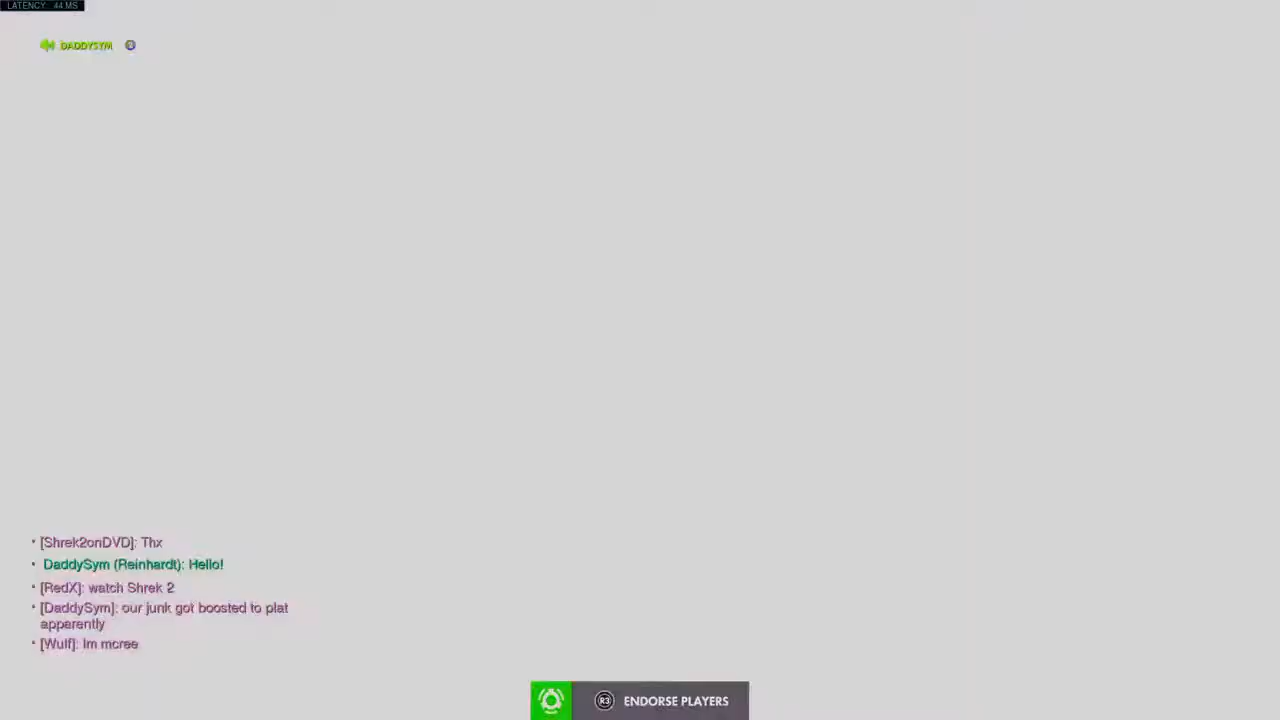 LATENCY: 44 MS
DADDYSYM
[Shrek2onDVD]: Thx
DaddySym (Reinhardt): Hello!
[RedX]: watch Shrek 2
[DaddySym]: our junk got boosted to plat
apparently
[Wulf]: Im mcree
R3 ENDORSE PLAYERS